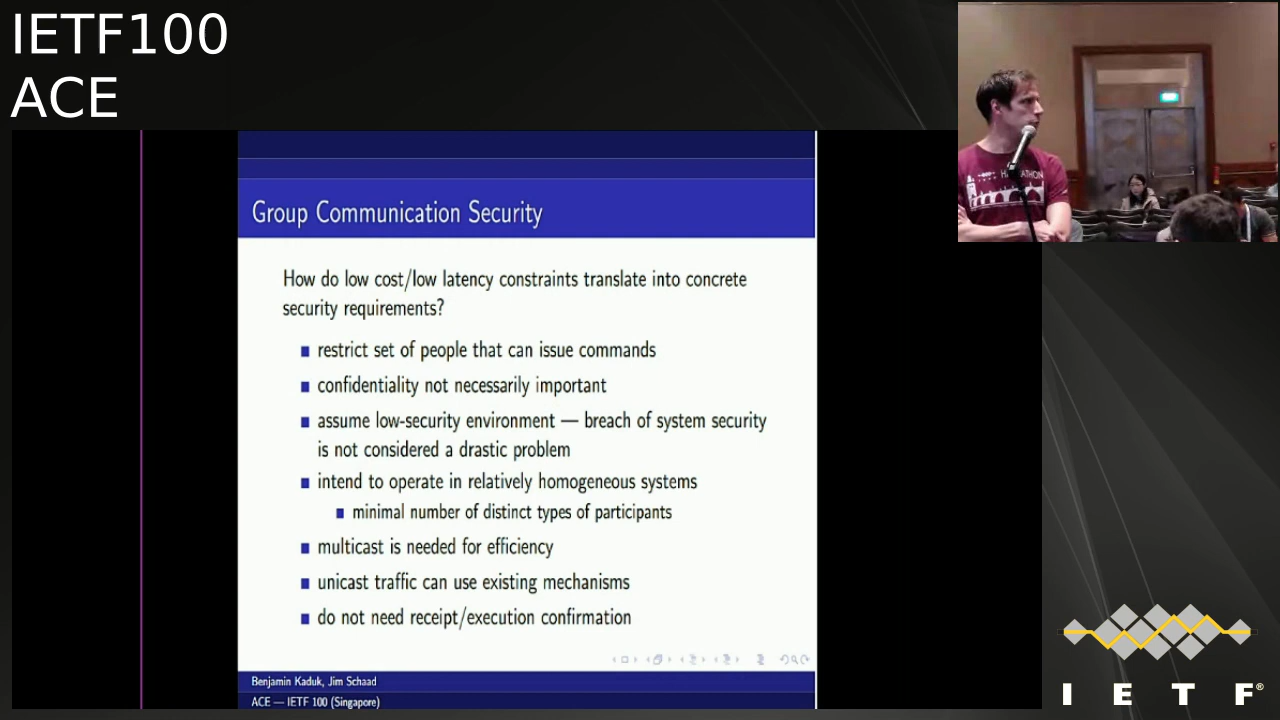 IETF100
ACE
HACKATHON
Group Communication Security
How do low cost/low latency constraints translate into concrete
security requirements?
restrict set of people that can issue commands
confidentiality not necessarily important
assume low-security environment — breach of system security
is not considered a drastic problem
intend to operate in relatively homogeneous systems
minimal number of distinct types of participants
multicast is needed for efficiency
unicast traffic can use existing mechanisms
do not need receipt/execution confirmation
Benjamin Kaduk, Jim Schaad
ACE — IETF 100 (Singapore)
I E T F®